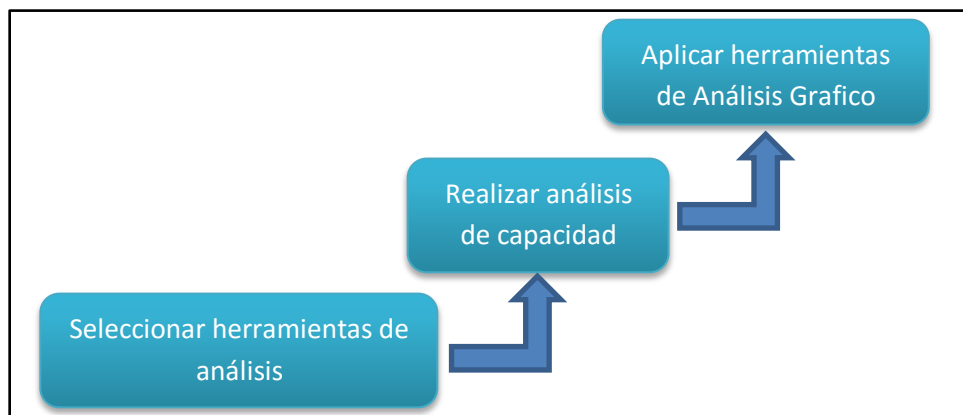 Aplicar herramientas
de Análisis Grafico
Realizar análisis
de capacidad
Seleccionar herramientas de
análisis